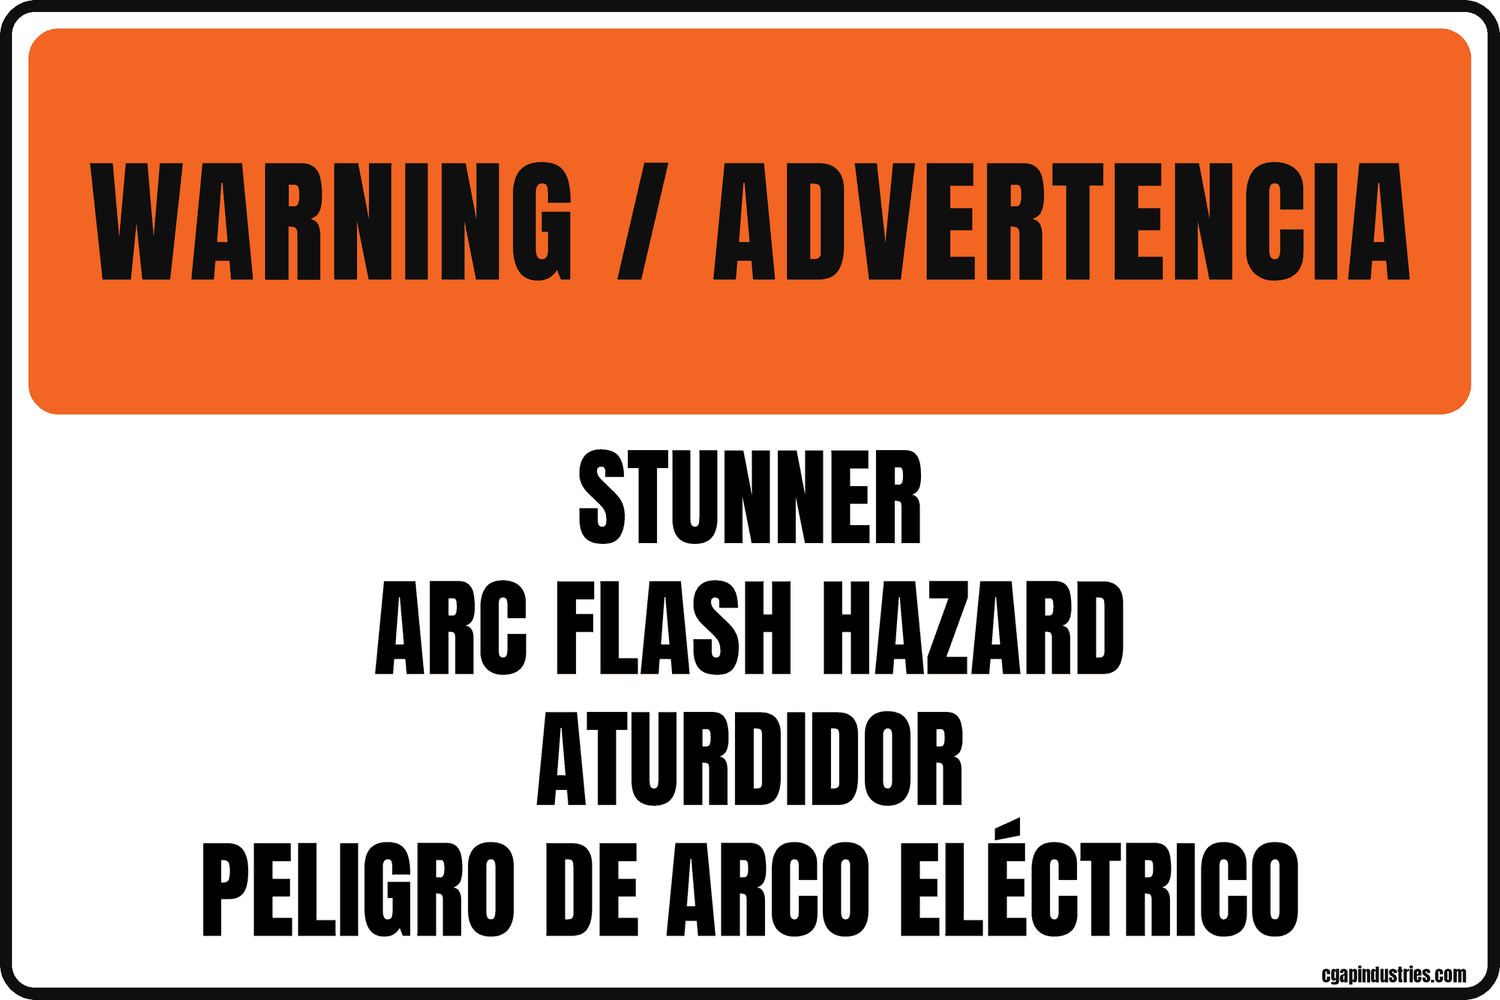 WARNING / ADVERTENCIA
STUNNER
ARC FLASH HAZARD
ATURDIDOR
PELIGRO DE ARCO ELÉCTRICO
cgapindustries.com